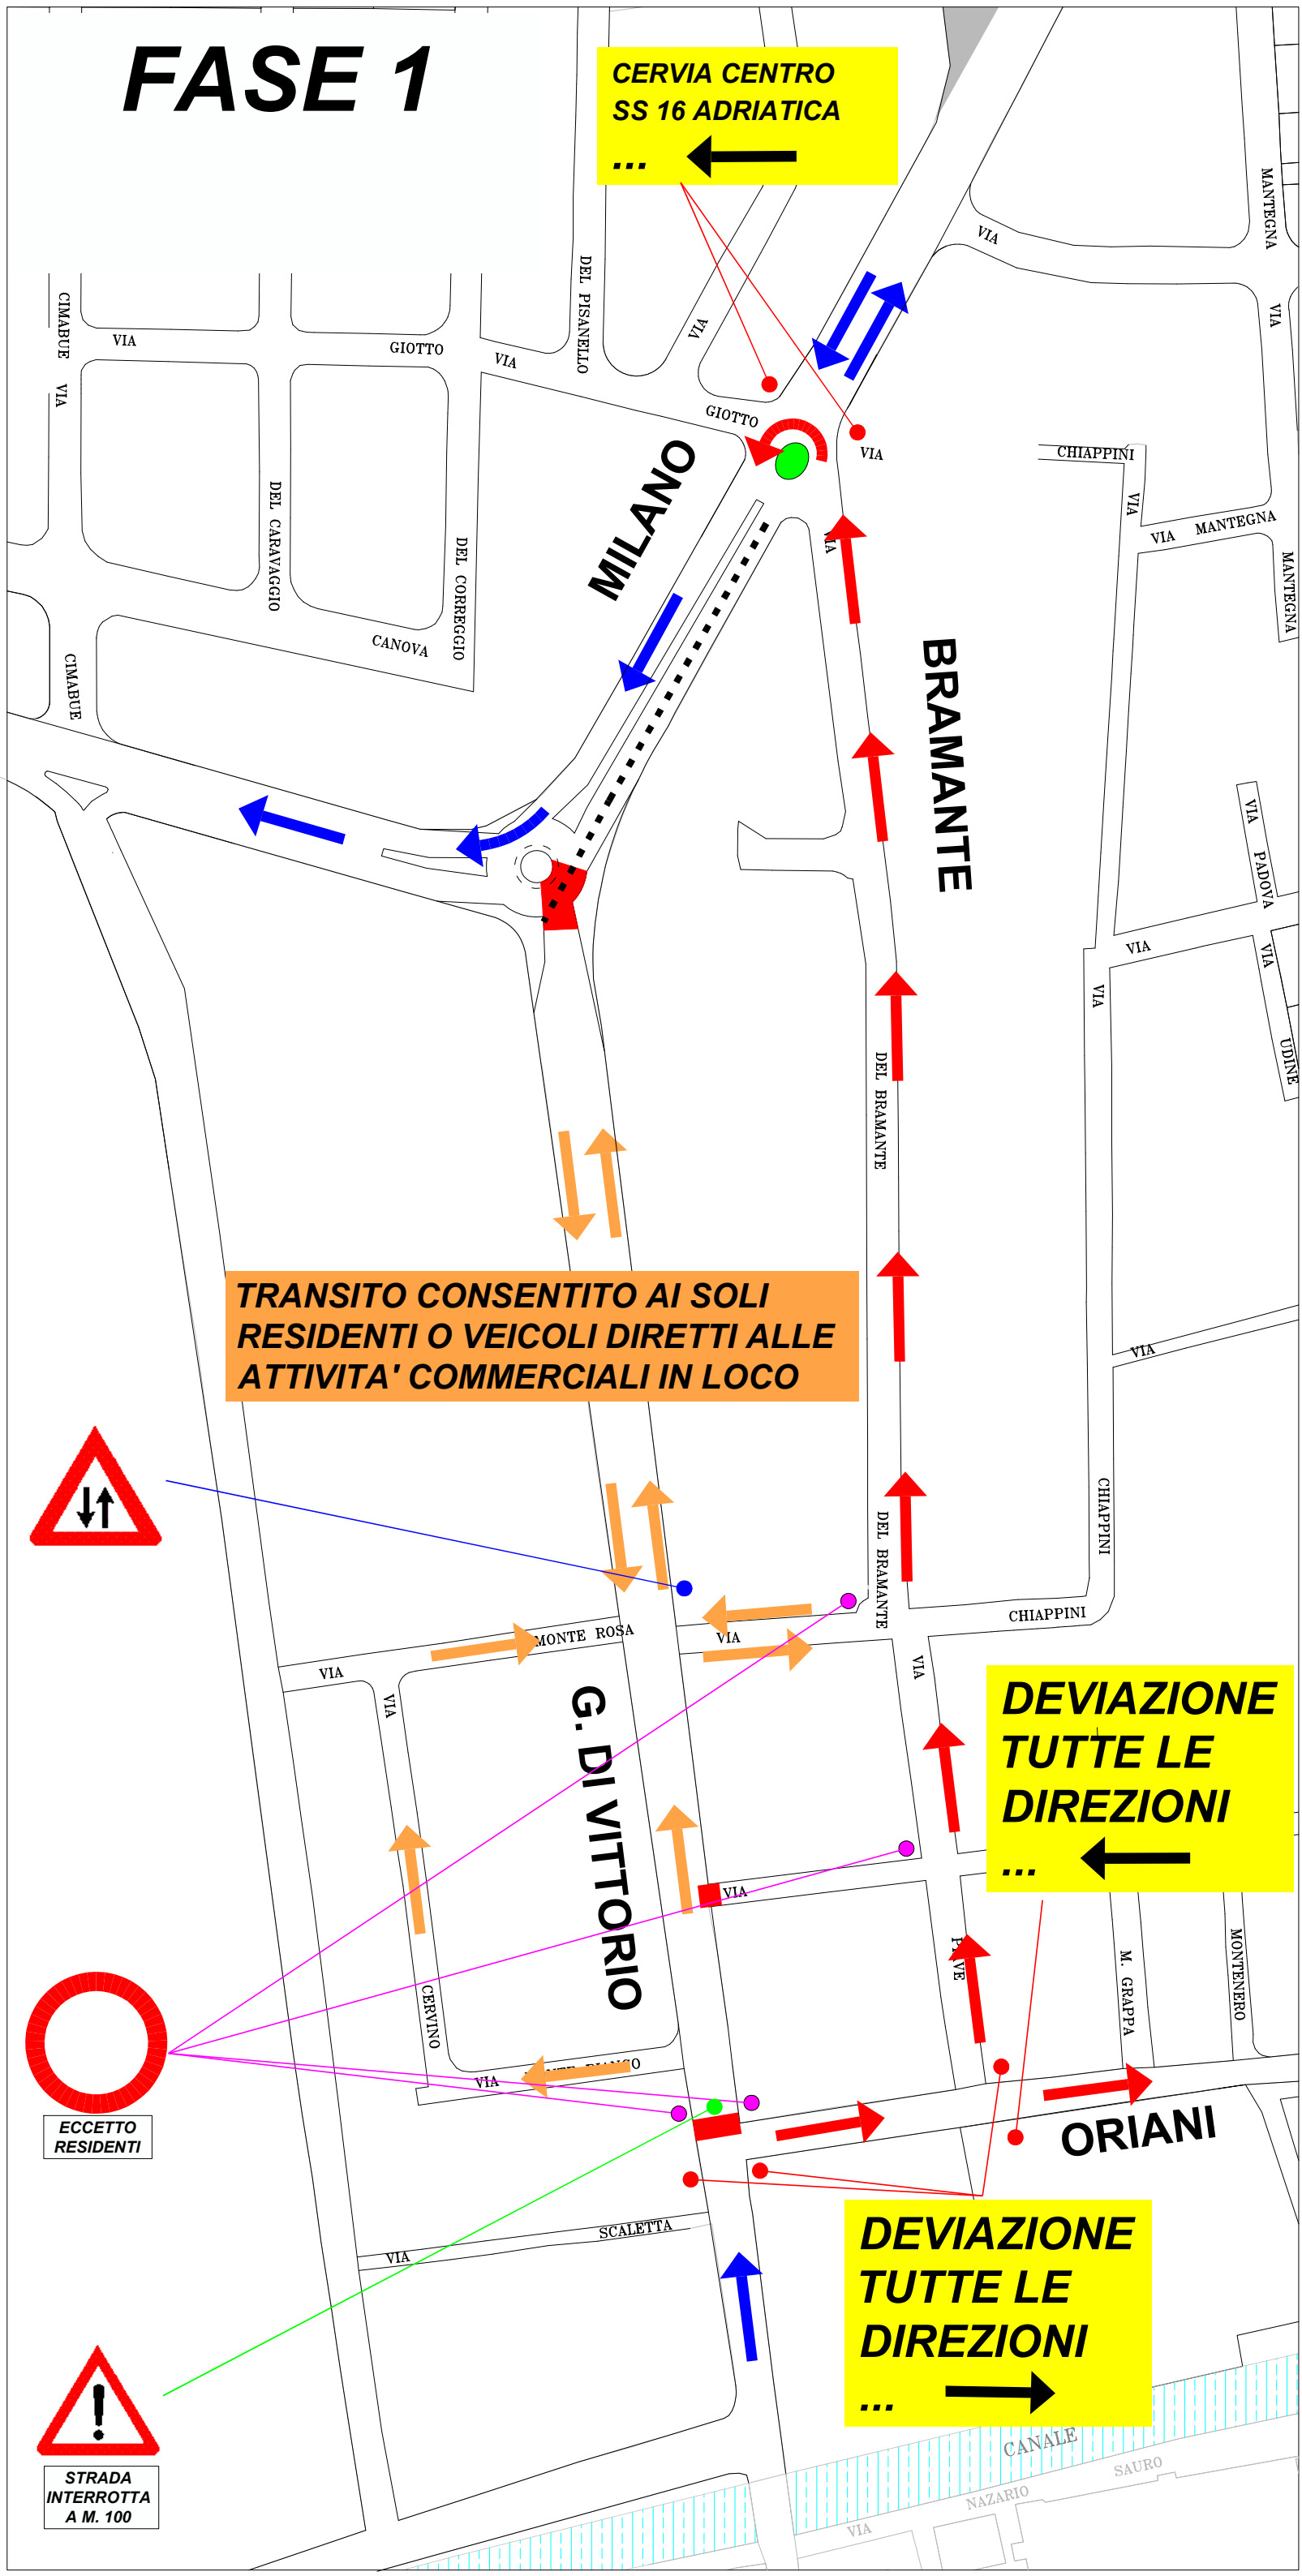 FASE 1
CERVIA CENTRO
SS 16 ADRIATICA
...
MANTEGNA
VIA
VIA
DEL PISANELLO
CIMABUE
VIA
VIA
GIOTTO
VIA
VIA
VIA
GIOTTO
VIA
MILANO
CHIAPPINI
VIA
VIA
VIA MANTEGNA
MANTEGNA
DEL CARAVAGGIO
DEL CORREGGIO
CANOVA
CIMABUE
BRAMANTE
VIA
PADOVA
VIA
VIA
VIA
UDINE
DEL BRAMANTE
TRANSITO CONSENTITO AI SOLI
RESIDENTI O VEICOLI DIRETTI ALLE
ATTIVITA' COMMERCIALI IN LOCO
VIA
CHIAPPINI
DEL BRAMANTE
CHIAPPINI
MONTE ROSA
VIA
VIA
VIA
VIA
G. DI VITTORIO
DEVIAZIONE
TUTTE LE
DIREZIONI
...
VIA
M. GRAPPA
MONTENERO
CERVINO
VIA
ECCETTO
RESIDENTI
ORIANI
SCALETTA
VIA
DEVIAZIONE
TUTTE LE
DIREZIONI
...
STRADA
INTERROTTA
A M. 100
CANALE
SAURO
NAZARIO
VIA